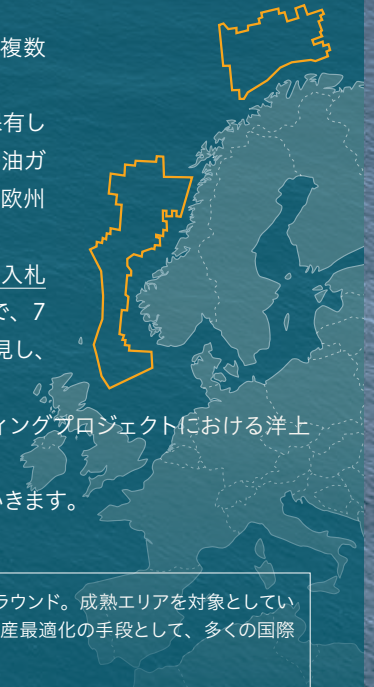 複数
有し
油ガ
欧州
入札
で、7
見し、
ィングプロジェクトにおける洋上
いきます。
ラウンド。成熟エリアを対象としてい
産最適化の手段として、多くの国際